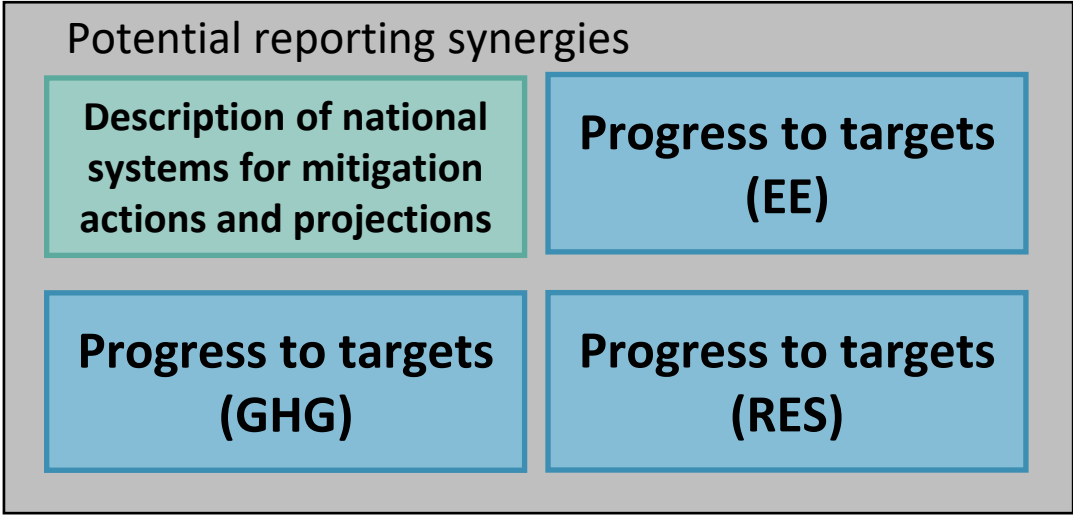 Potential reporting synergies
Description of national
systems for mitigation
actions and projections
Progress to targets
(EE)
Progress to targets
(GHG)
Progress to targets
(RES)